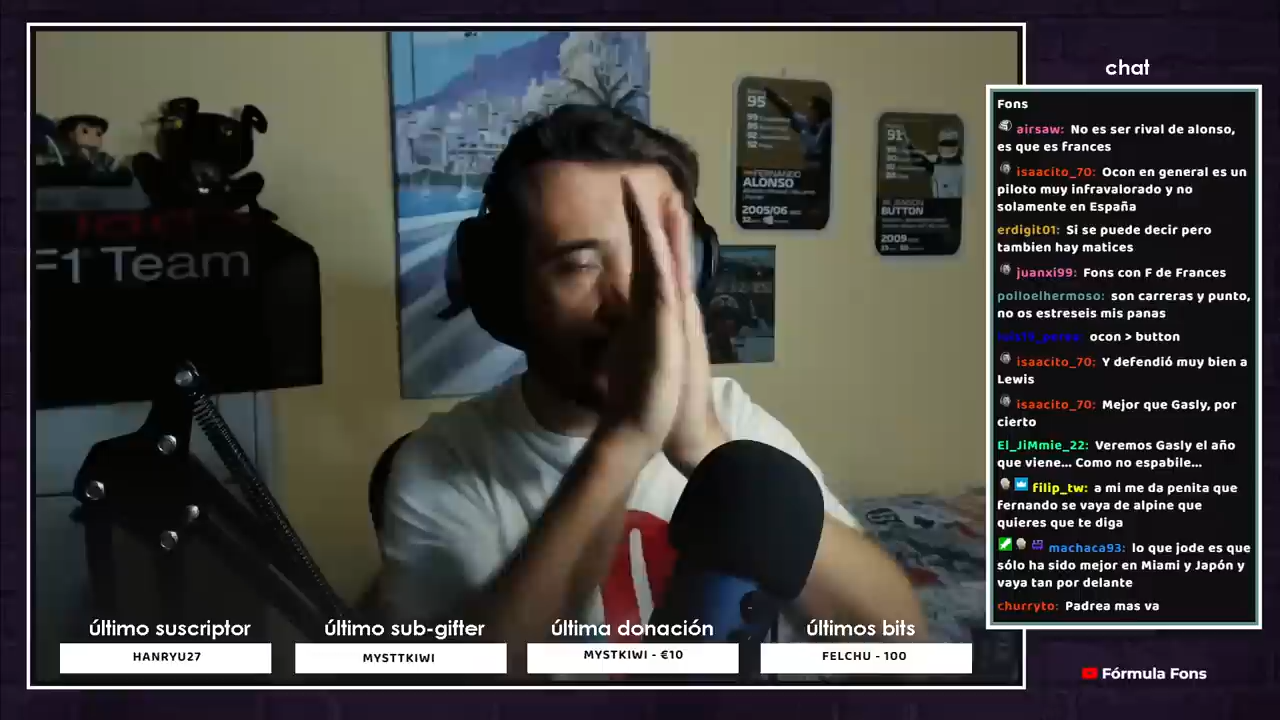 chat
Fons
airsaw: No es ser rival de alonso,
es que es frances
isaacito_70: Ocon en general es un
piloto muy infravalorado y no
solamente en España
erdigit01: Si se puede decir pero
tambien hay matices
juanxi99: Fons con F de Frances
polloelhermoso: son carreras y punto,
no os estreseis mis panas
ocon > button
isaacito_70: Y defendió muy bien a
Lewis
isaacito_70: Mejor que Gasly, por
cierto
El_JiMmie_22: Veremos Gasly el año
que viene... Como no espabile...
filip_tw: a mi me da penita que
fernando se vaya de alpine que
quieres que te diga
machaca93: lo que jode es que
sólo ha sido mejor en Miami y Japón y
vaya tan por delante
churryto: Padrea mas va
95
FERNANDO
ALONSO
2005/06
91
JENSON
BUTTON
2009
F1 Team
último suscriptor
HANRYU27
último sub-gifter
MYSTTKIWI
última donación
MYSTKIWI - €10
últimos bits
FELCHU - 100
Fórmula Fons